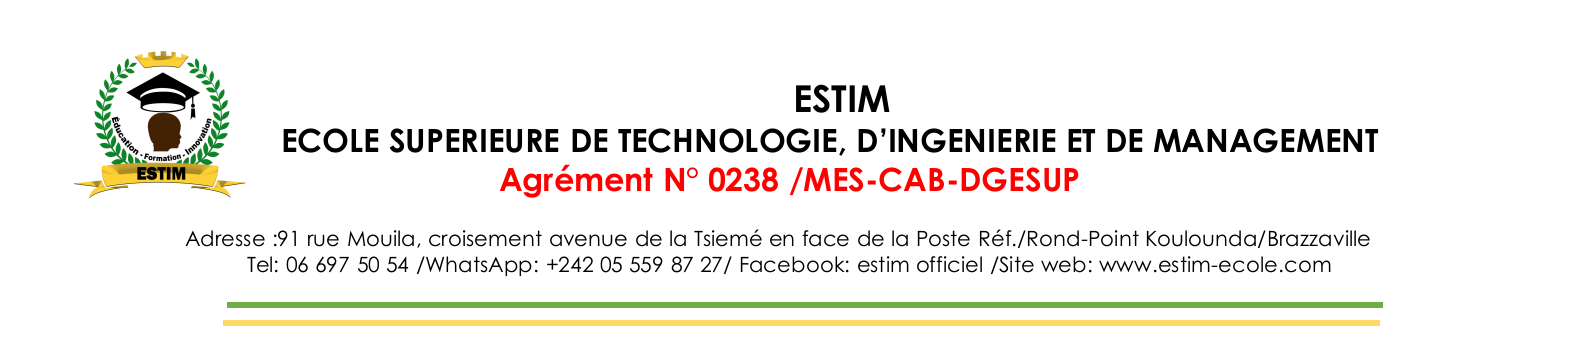 Éducation - Formation - Innovation
ESTIM
ESTIM
ECOLE SUPERIEURE DE TECHNOLOGIE, D’INGENIERIE ET DE MANAGEMENT
Agrément N° 0238 /MES-CAB-DGESUP
Adresse :91 rue Mouila, croisement avenue de la Tsiemé en face de la Poste Réf./Rond-Point Koulounda/Brazzaville
Tel: 06 697 50 54 /WhatsApp: +242 05 559 87 27/ Facebook: estim officiel /Site web: www.estim-ecole.com